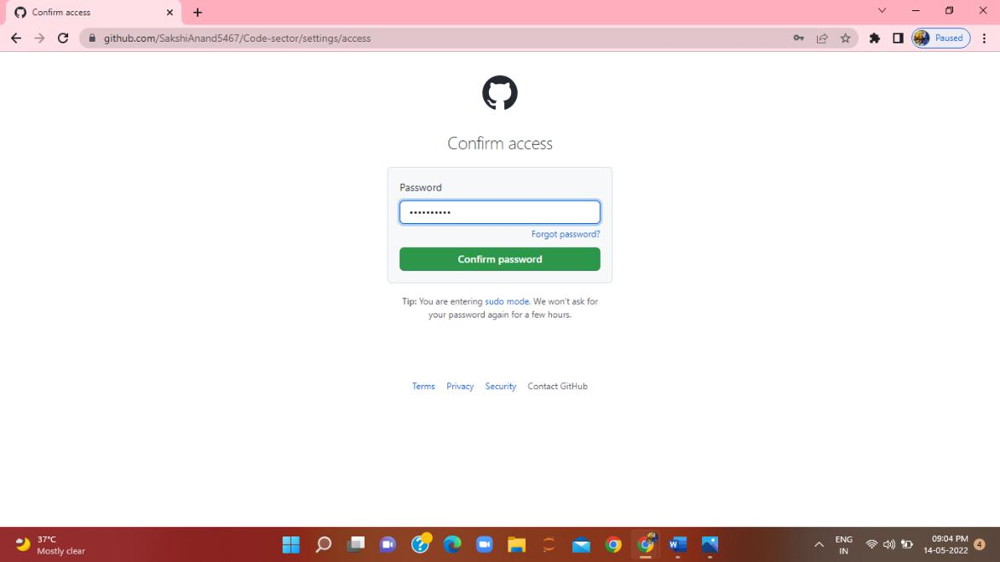 Confirm access
github.com/SakshiAnand5467/Code-sector/settings/access
Paused
Confirm access
Password
••••••••••
Forgot password?
Confirm password
Tip: You are entering sudo mode. We won't ask for
your password again for a few hours.
Terms Privacy Security Contact GitHub
37°C
Mostly clear
ENG
IN
09:04 PM
14-05-2022
4